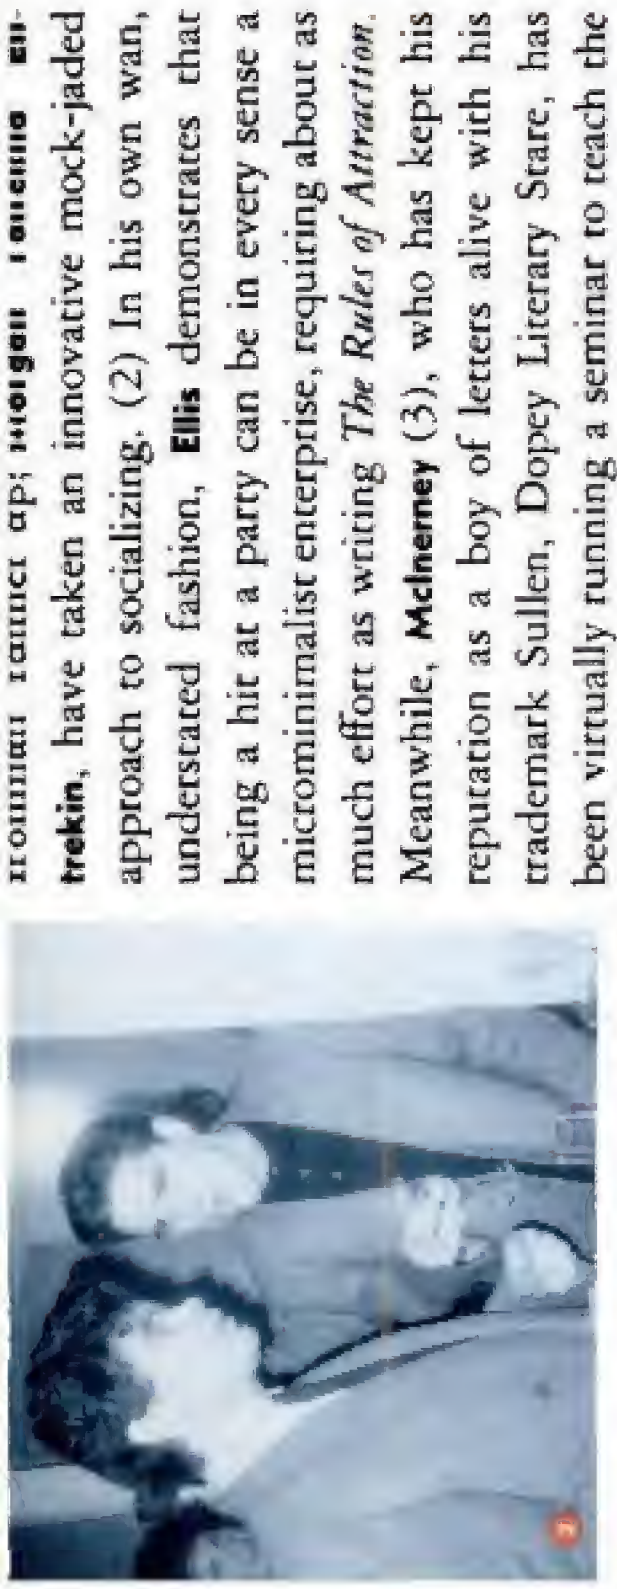 trekin, have taken an innovative mock-jaded
approach to socializing. (2) In his own wan,
understated fashion, Ellis demonstrates that
being a hit at a party can be in every sense a
microminimalist enterprise, requiring about as
much effort as writing The Rules of Attraction.
Meanwhile, McInerney (3), who has kept his
reputation as a boy of letters alive with his
trademark Sullen, Dopey Literary Stare, has
been virtually running a seminar to teach the